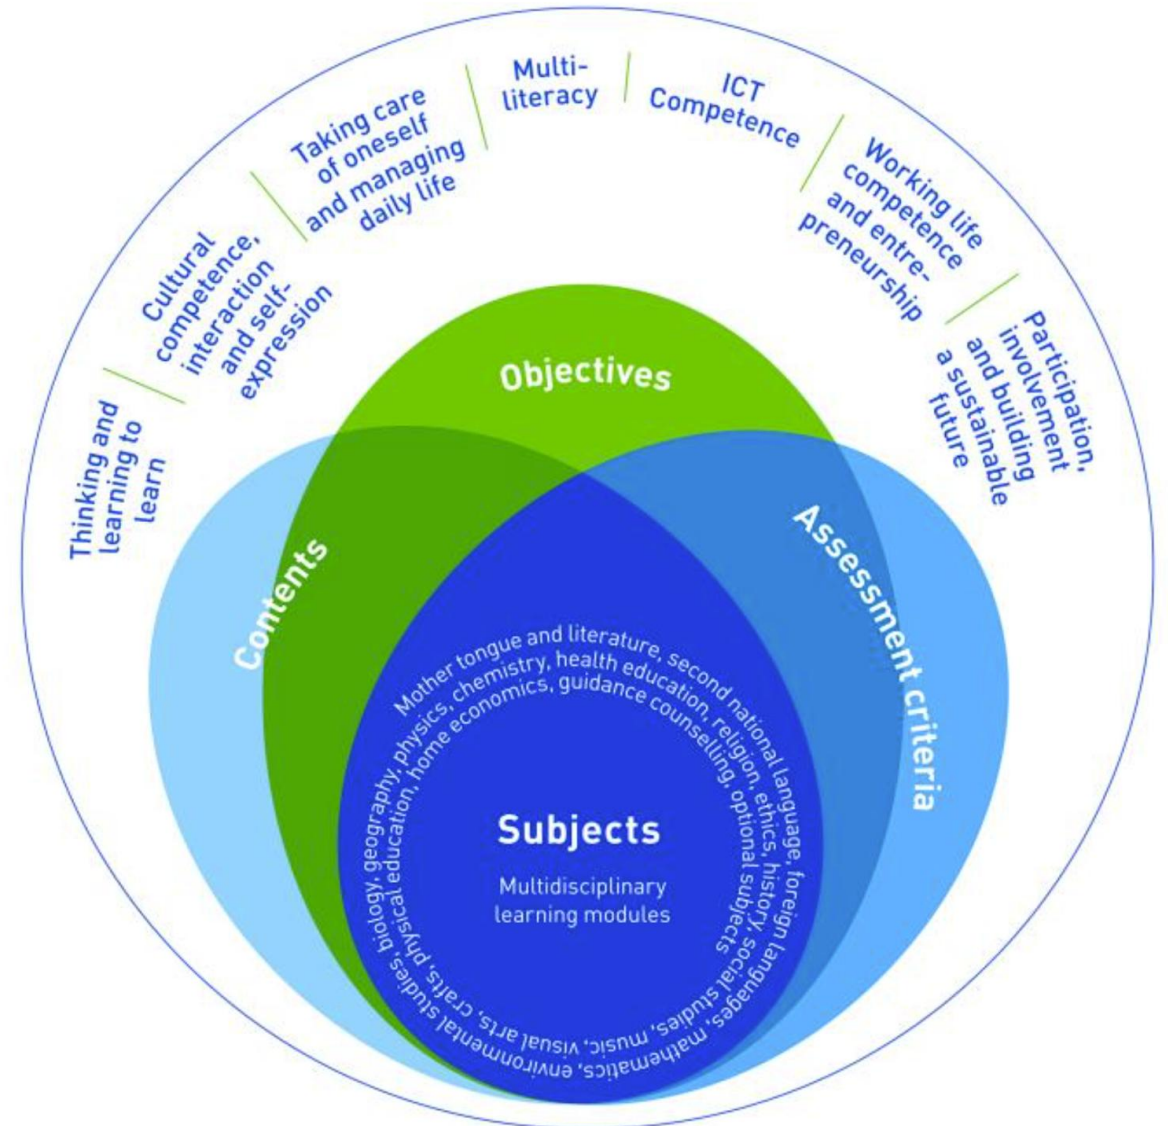 Thinking and
learning to
learn
Cultural
competence,
interaction
and self-
expression
Taking care
of oneself
and managing
daily life
Multi-
literacy
ICT
Competence
Working life
competence
and entre-
preneurship
Participation,
involvement
and building
a sustainable
future
Objectives
Contents
Assessment criteria
Mother tongue and literature, second national language, foreign languages, mathematics, environmental studies, biology, geography, physics, chemistry, health education, religion, ethics, history, social studies, music, visual arts, crafts, physical education, home economics, guidance counselling, optional subjects
Subjects
Multidisciplinary
learning modules